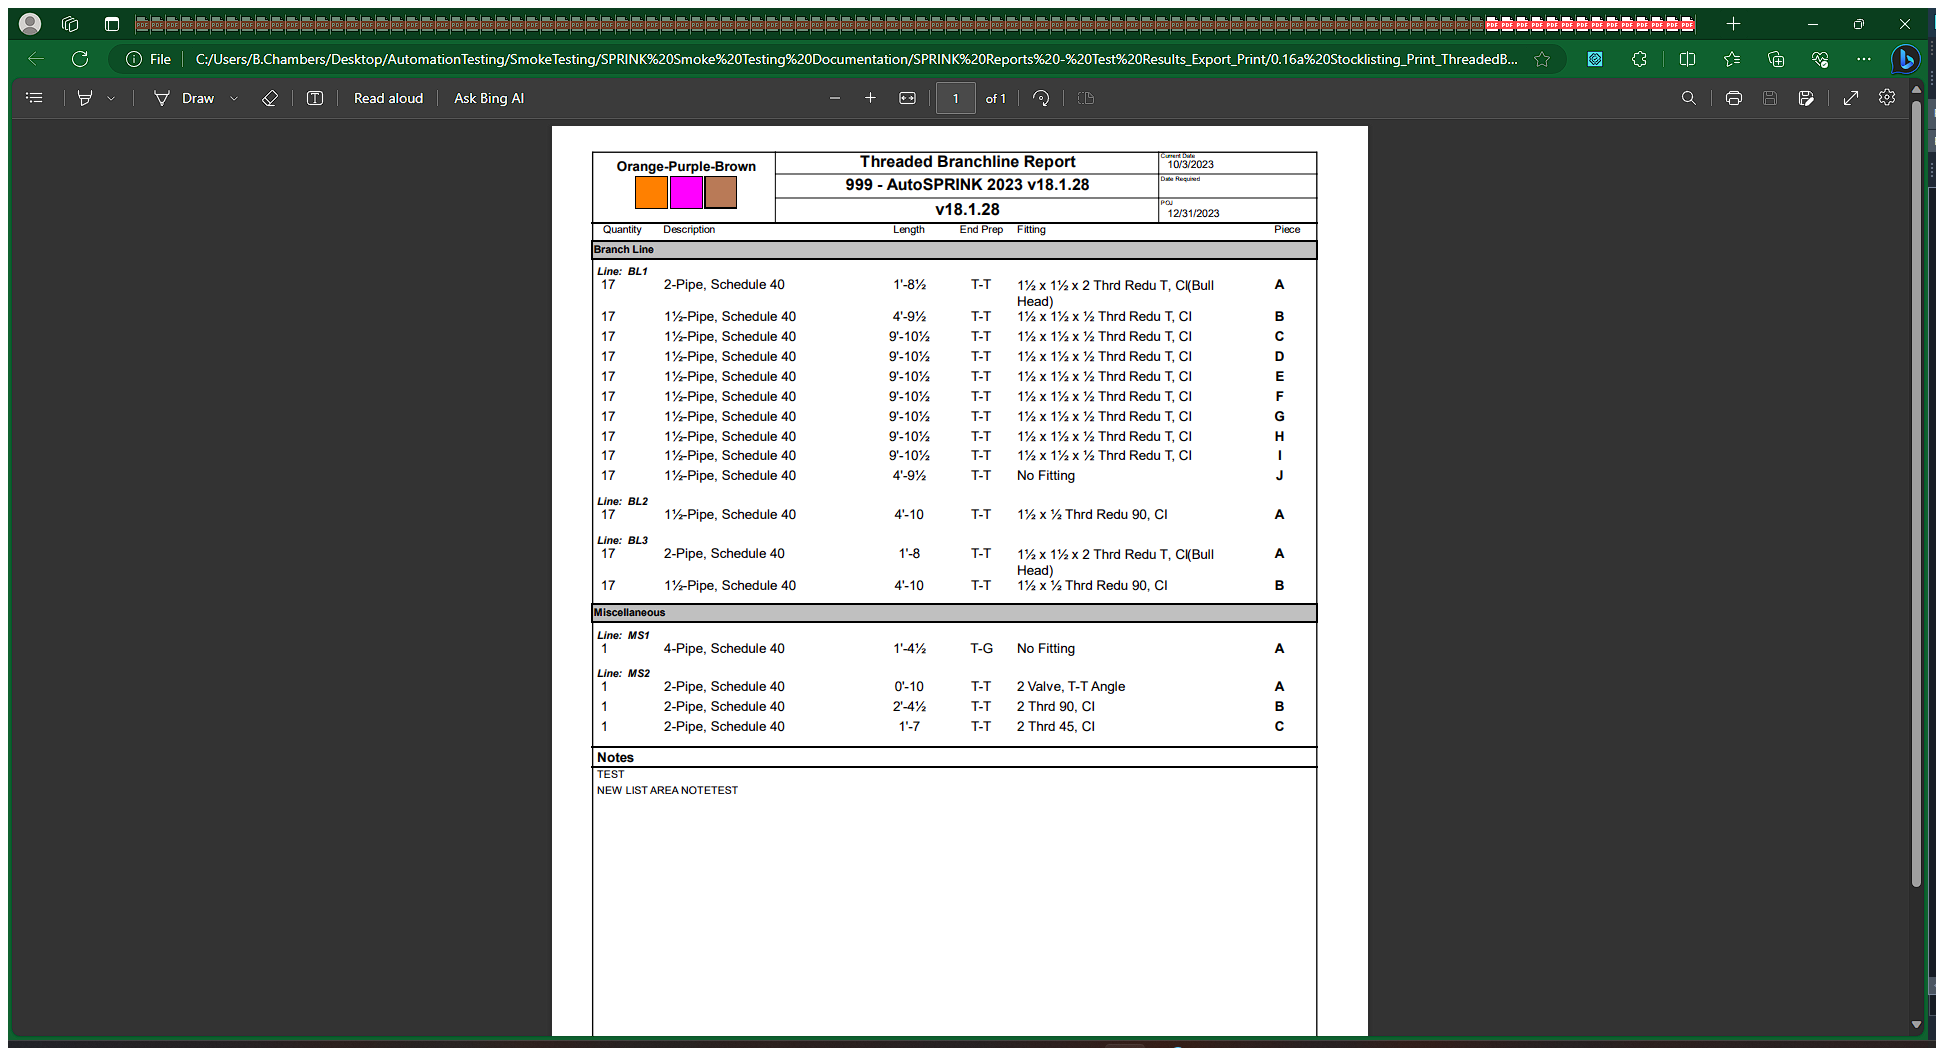 File
C:/Users/B.Chambers/Desktop/AutomationTesting/SmokeTesting/SPRINK%20Smoke%20Testing%20Documentation/SPRINK%20Reports%20-%20Test%20Results_Export_Print/0.16a%20Stocklisting_Print_ThreadedB...
Draw
Read aloud
Ask Bing AI
1 of 1
Orange-Purple-Brown
Threaded Branchline Report
Current Date
10/3/2023
999 - AutoSPRINK 2023 v18.1.28
Date Required
v18.1.28
POJ
12/31/2023
Quantity Description Length End Prep Fitting Piece
Branch Line
Line: BL1
17 2-Pipe, Schedule 40 1'-8½ T-T 1½ x 1½ x 2 Thrd Redu T, CI(Bull A
Head)
17 1½-Pipe, Schedule 40 4'-9½ T-T 1½ x 1½ x ½ Thrd Redu T, CI B
17 1½-Pipe, Schedule 40 9'-10½ T-T 1½ x 1½ x ½ Thrd Redu T, CI C
17 1½-Pipe, Schedule 40 9'-10½ T-T 1½ x 1½ x ½ Thrd Redu T, CI D
17 1½-Pipe, Schedule 40 9'-10½ T-T 1½ x 1½ x ½ Thrd Redu T, CI E
17 1½-Pipe, Schedule 40 9'-10½ T-T 1½ x 1½ x ½ Thrd Redu T, CI F
17 1½-Pipe, Schedule 40 9'-10½ T-T 1½ x 1½ x ½ Thrd Redu T, CI G
17 1½-Pipe, Schedule 40 9'-10½ T-T 1½ x 1½ x ½ Thrd Redu T, CI H
17 1½-Pipe, Schedule 40 9'-10½ T-T 1½ x 1½ x ½ Thrd Redu T, CI I
17 1½-Pipe, Schedule 40 4'-9½ T-T No Fitting J
Line: BL2
17 1½-Pipe, Schedule 40 4'-10 T-T 1½ x ½ Thrd Redu 90, CI A
Line: BL3
17 2-Pipe, Schedule 40 1'-8 T-T 1½ x 1½ x 2 Thrd Redu T, CI(Bull A
Head)
17 1½-Pipe, Schedule 40 4'-10 T-T 1½ x ½ Thrd Redu 90, CI B
Miscellaneous
Line: MS1
1 4-Pipe, Schedule 40 1'-4½ T-G No Fitting A
Line: MS2
1 2-Pipe, Schedule 40 0'-10 T-T 2 Valve, T-T Angle A
1 2-Pipe, Schedule 40 2'-4½ T-T 2 Thrd 90, CI B
1 2-Pipe, Schedule 40 1'-7 T-T 2 Thrd 45, CI C
Notes
TEST
NEW LIST AREA NOTETEST